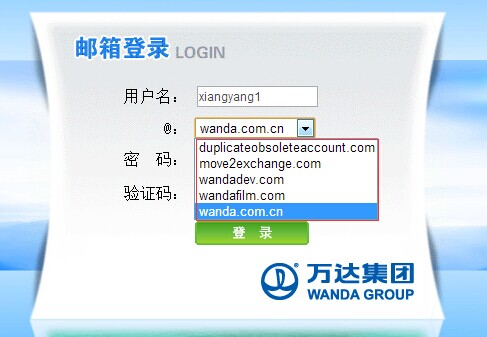 邮箱登录 LOGIN
用户名： xiangyang1
@： wanda.com.cn
duplicateobsoleteaccount.com
密 码： move2exchange.com
wandadev.com
验证码： wandafilm.com
wanda.com.cn
登 录
万达集团
WANDA GROUP